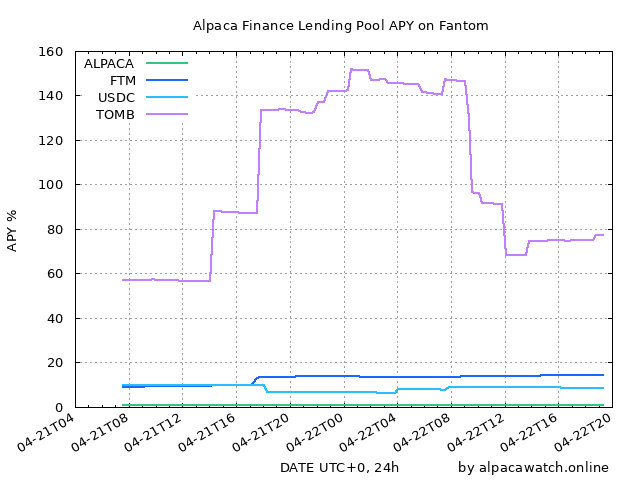 Alpaca Finance Lending Pool APY on Fantom
160
140
120
100
80
60
40
20
0
APY %
ALPACA
FTM
USDC
TOMB
04-21T04
04-21T08
04-21T12
04-21T16
04-21T20
04-22T00
04-22T04
04-22T08
04-22T12
04-22T16
04-22T20
DATE UTC+0, 24h
by alpacawatch.online